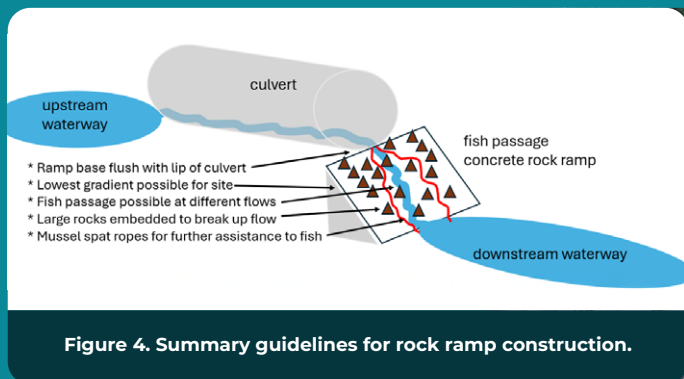 culvert
upstream
waterway
fish passage
concrete rock ramp
* Ramp base flush with lip of culvert
* Lowest gradient possible for site
* Fish passage possible at different flows
* Large rocks embedded to break up flow
* Mussel spat ropes for further assistance to fish
downstream waterway
Figure 4. Summary guidelines for rock ramp construction.